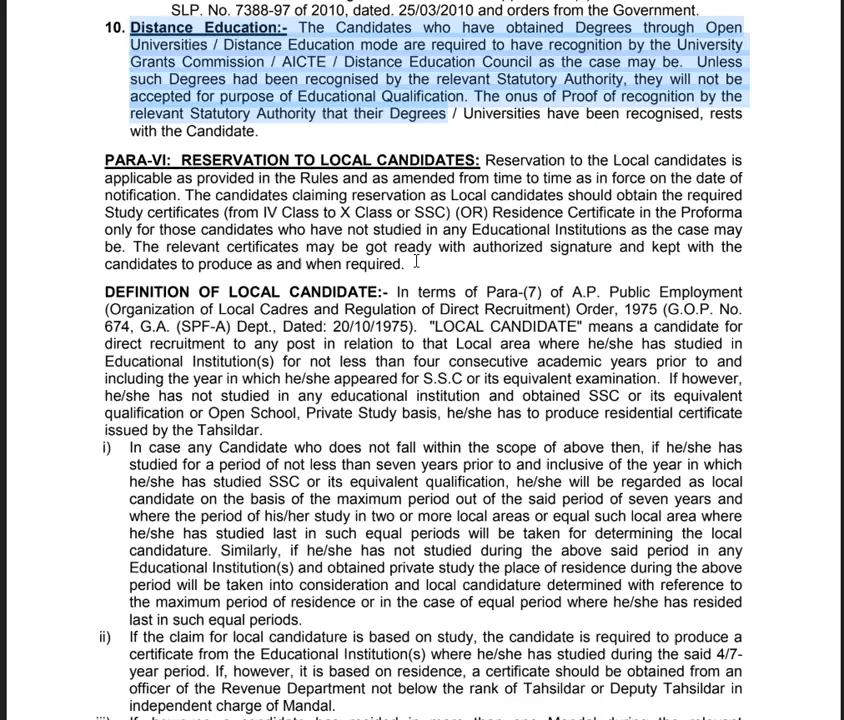 SLP. No. 7388-97 of 2010, dated. 25/03/2010 and orders from the Government.
10. Distance Education:- The Candidates who have obtained Degrees through Open
Universities / Distance Education mode are required to have recognition by the University
Grants Commission / AICTE / Distance Education Council as the case may be. Unless
such Degrees had been recognised by the relevant Statutory Authority, they will not be
accepted for purpose of Educational Qualification. The onus of Proof of recognition by the
relevant Statutory Authority that their Degrees / Universities have been recognised, rests
with the Candidate.
PARA-VI: RESERVATION TO LOCAL CANDIDATES: Reservation to the Local candidates is
applicable as provided in the Rules and as amended from time to time as in force on the date of
notification. The candidates claiming reservation as Local candidates should obtain the required
Study certificates (from IV Class to X Class or SSC) (OR) Residence Certificate in the Proforma
only for those candidates who have not studied in any Educational Institutions as the case may
be. The relevant certificates may be got ready with authorized signature and kept with the
candidates to produce as and when required.
DEFINITION OF LOCAL CANDIDATE:- In terms of Para-(7) of A.P. Public Employment
(Organization of Local Cadres and Regulation of Direct Recruitment) Order, 1975 (G.O.P. No.
674, G.A. (SPF-A) Dept., Dated: 20/10/1975). "LOCAL CANDIDATE" means a candidate for
direct recruitment to any post in relation to that Local area where he/she has studied in
Educational Institution(s) for not less than four consecutive academic years prior to and
including the year in which he/she appeared for S.S.C or its equivalent examination. If however,
he/she has not studied in any educational institution and obtained SSC or its equivalent
qualification or Open School, Private Study basis, he/she has to produce residential certificate
issued by the Tahsildar.
i) In case any Candidate who does not fall within the scope of above then, if he/she has
studied for a period of not less than seven years prior to and inclusive of the year in which
he/she has studied SSC or its equivalent qualification, he/she will be regarded as local
candidate on the basis of the maximum period out of the said period of seven years and
where the period of his/her study in two or more local areas or equal such local area where
he/she has studied last in such equal periods will be taken for determining the local
candidature. Similarly, if he/she has not studied during the above said period in any
Educational Institution(s) and obtained private study the place of residence during the above
period will be taken into consideration and local candidature determined with reference to
the maximum period of residence or in the case of equal period where he/she has resided
last in such equal periods.
ii) If the claim for local candidature is based on study, the candidate is required to produce a
certificate from the Educational Institution(s) where he/she has studied during the said 4/7-
year period. If, however, it is based on residence, a certificate should be obtained from an
officer of the Revenue Department not below the rank of Tahsildar or Deputy Tahsildar in
independent charge of Mandal.